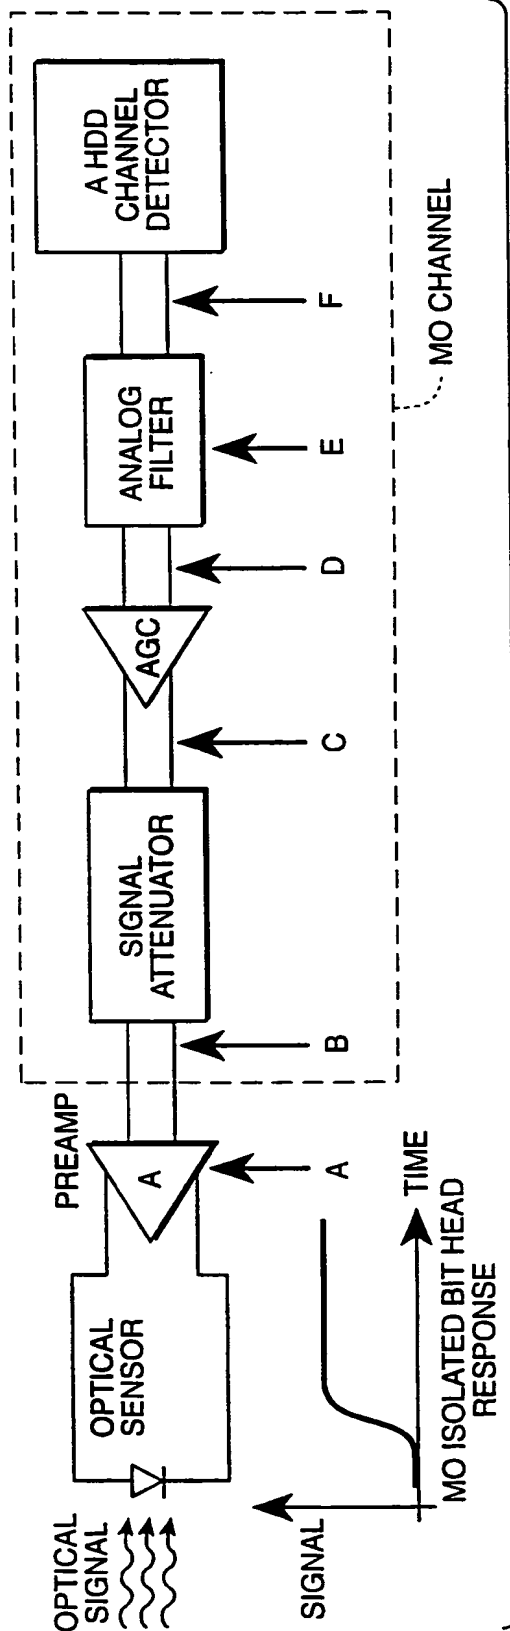 OPTICAL
SIGNAL
OPTICAL
SENSOR
PREAMP
A
SIGNAL
ATTENUATOR
AGC
ANALOG
FILTER
A HDD
CHANNEL
DETECTOR
A
B
C
D
E
F
MO CHANNEL
SIGNAL
TIME
MO ISOLATED BIT HEAD
RESPONSE